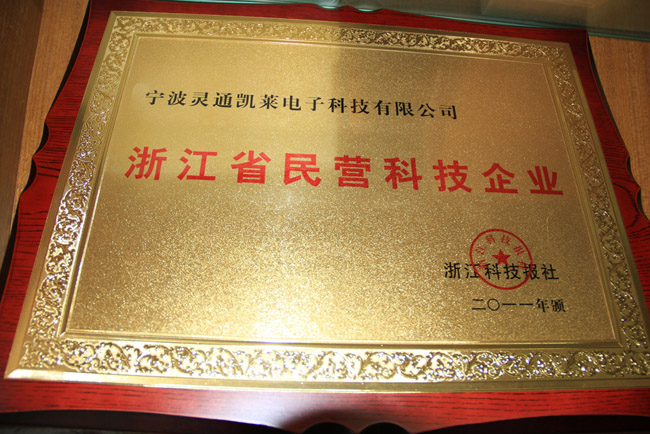 宁波灵通凯莱电子科技有限公司
浙江省民营科技企业
浙江科技报社
二〇一一年颁